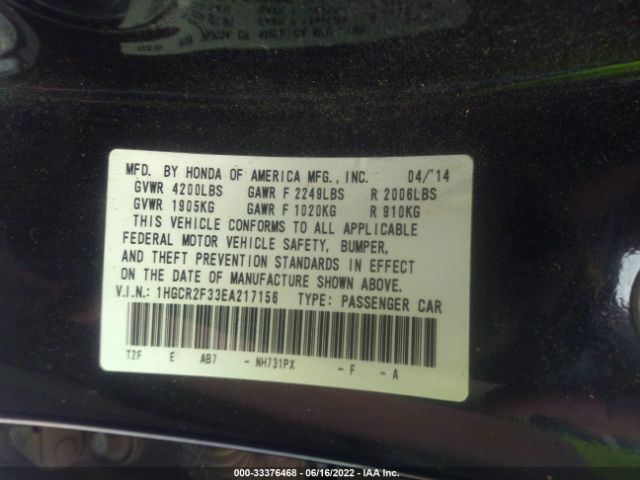 MFD. BY HONDA OF AMERICA MFG., INC. 04/'14
GVWR 4200LBS GAWR F 2249LBS R 2006LBS
GVWR 1905KG GAWR F 1020KG R 910KG
THIS VEHICLE CONFORMS TO ALL APPLICABLE
FEDERAL MOTOR VEHICLE SAFETY, BUMPER,
AND THEFT PREVENTION STANDARDS IN EFFECT
ON THE DATE OF MANUFACTURE SHOWN ABOVE.
V.I.N.: 1HGCR2F33EA217156 TYPE: PASSENGER CAR
T2F E AB7 - NH731PX - F - A
000-33376468 - 06/16/2022 - IAA Inc.